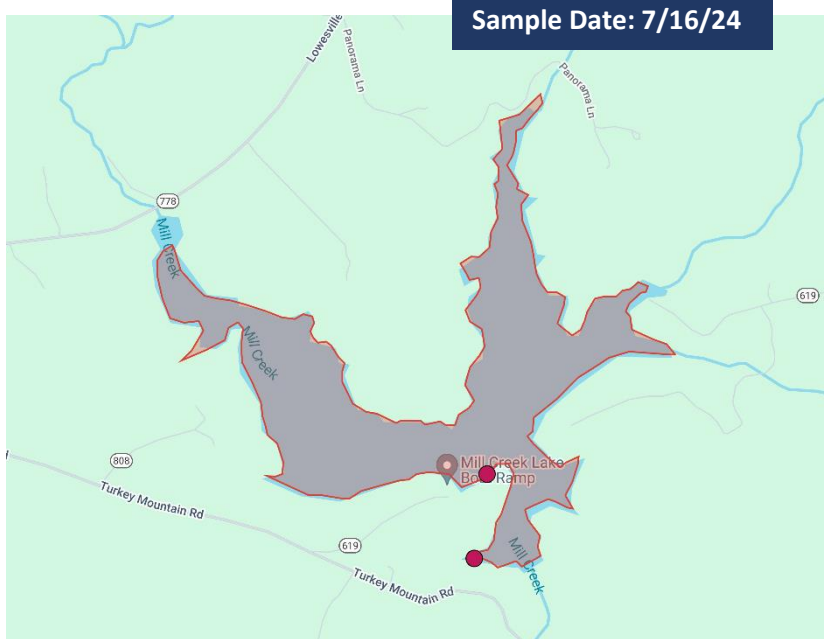 Sample Date: 7/16/24
Lowesville
Panorama Ln
Panorama Ln
778
Mill Creek
619
Mill Creek
Mill Creek Lake
Boat Ramp
808
Turkey Mountain Rd
619
Turkey Mountain Rd
Mill Creek